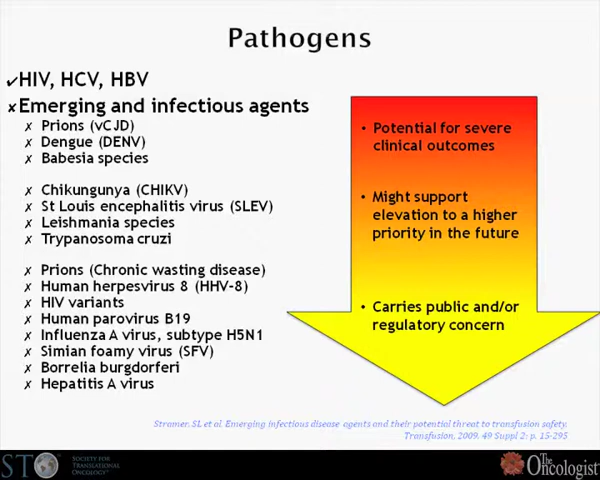 Pathogens
✓HIV, HCV, HBV
✗Emerging and infectious agents
✗ Prions (vCJD)
✗ Dengue (DENV)
✗ Babesia species
✗ Chikungunya (CHIKV)
✗ St Louis encephalitis virus (SLEV)
✗ Leishmania species
✗ Trypanosoma cruzi
✗ Prions (Chronic wasting disease)
✗ Human herpesvirus 8 (HHV-8)
✗ HIV variants
✗ Human parovirus B19
✗ Influenza A virus, subtype H5N1
✗ Simian foamy virus (SFV)
✗ Borrelia burgdorferi
✗ Hepatitis A virus
• Potential for severe
clinical outcomes
• Might support
elevation to a higher
priority in the future
• Carries public and/or
regulatory concern
Stramer. SL et al. Emerging infectious disease agents and their potential threat to transfusion safety.
Transfusion, 2009. 49 Suppl 2: p. 1S-29S
STO
SOCIETY FOR
TRANSLATIONAL
ONCOLOGY
The
Oncologist